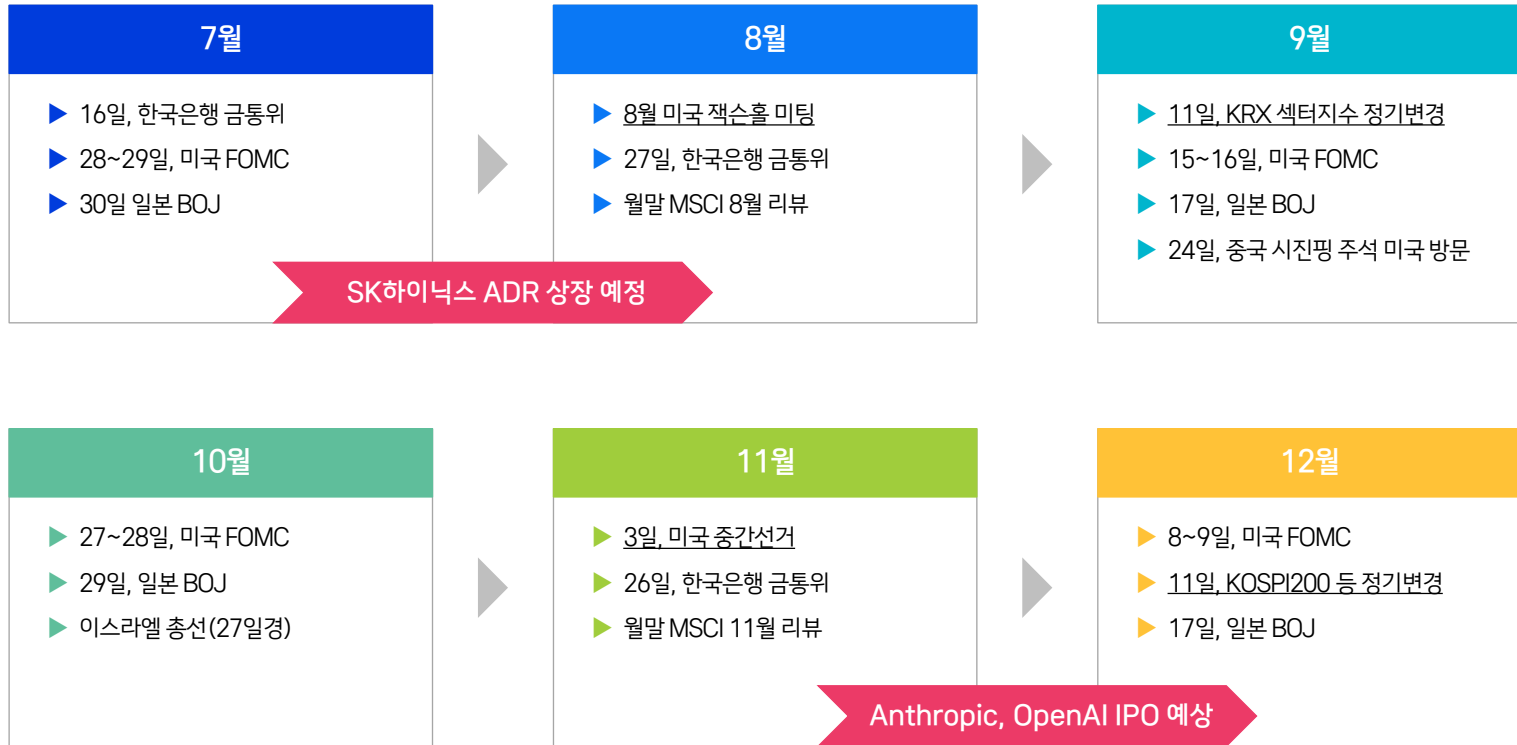 7월
▶ 16일, 한국은행 금통위
▶ 28~29일, 미국 FOMC
▶ 30일 일본 BOJ
8월
▶ 8월 미국 잭슨홀 미팅
▶ 27일, 한국은행 금통위
▶ 월말 MSCI 8월 리뷰
9월
▶ 11일, KRX 섹터지수 정기변경
▶ 15~16일, 미국 FOMC
▶ 17일, 일본 BOJ
▶ 24일, 중국 시진핑 주석 미국 방문
SK하이닉스 ADR 상장 예정
10월
▶ 27~28일, 미국 FOMC
▶ 29일, 일본 BOJ
▶ 이스라엘 총선(27일경)
11월
▶ 3일, 미국 중간선거
▶ 26일, 한국은행 금통위
▶ 월말 MSCI 11월 리뷰
12월
▶ 8~9일, 미국 FOMC
▶ 11일, KOSPI200 등 정기변경
▶ 17일, 일본 BOJ
Anthropic, OpenAI IPO 예상